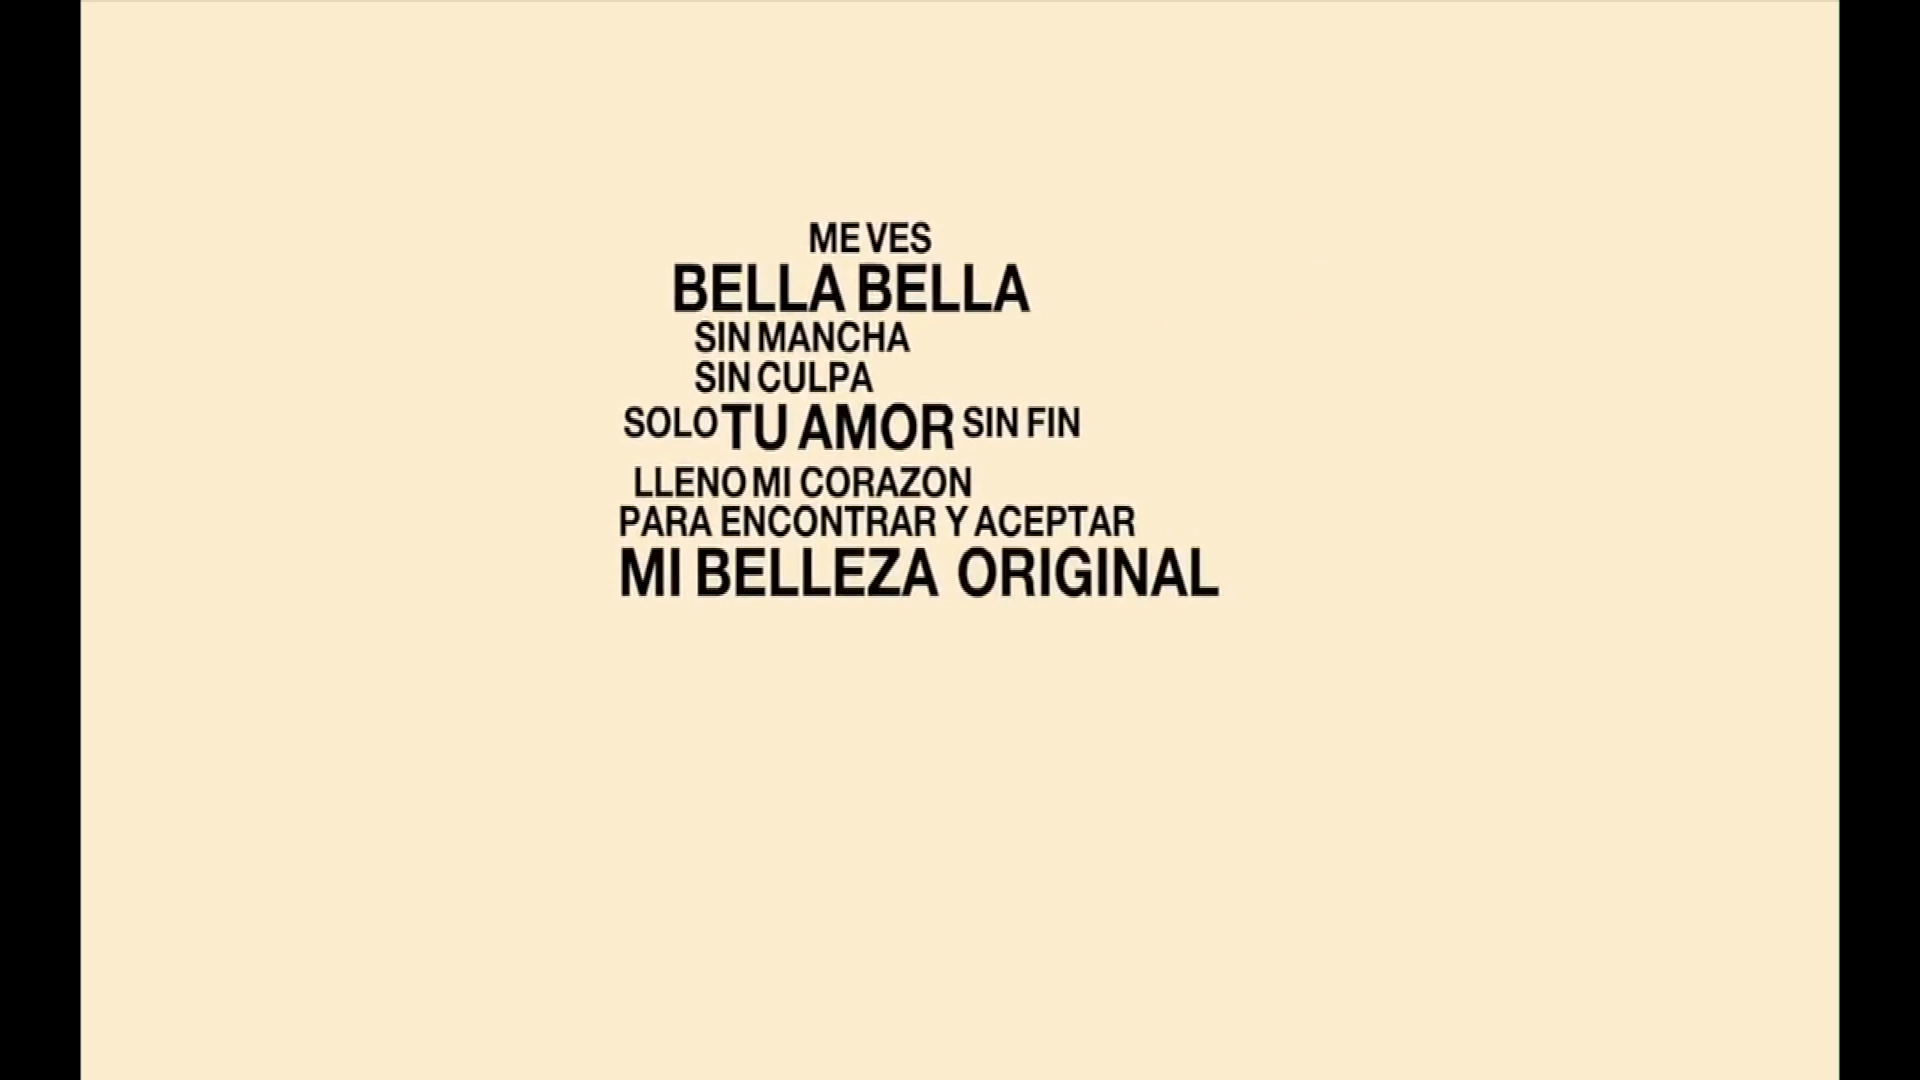 ME VES
BELLA BELLA
SIN MANCHA
SIN CULPA
SOLO TU AMOR SIN FIN
LLENO MI CORAZON
PARA ENCONTRAR Y ACEPTAR
MI BELLEZA ORIGINAL